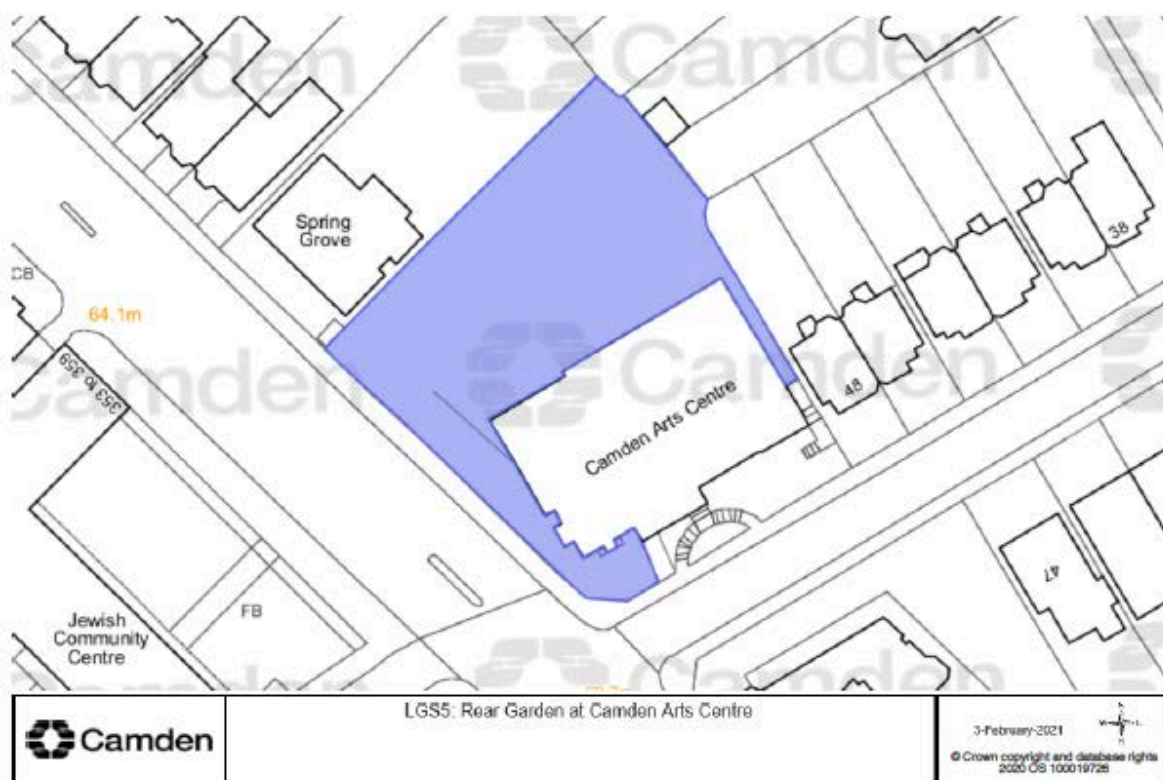 Camden
Camden
Spring
Grove
CB
64.1m
38
353 to 359
Camden
Camden
48
Camden Arts Centre
47
Jewish
Community
Centre
FB
Camden
Camden
Camden
LGS5: Rear Garden at Camden Arts Centre
3-February-2021
© Crown copyright and database rights
2020 OS 100019726